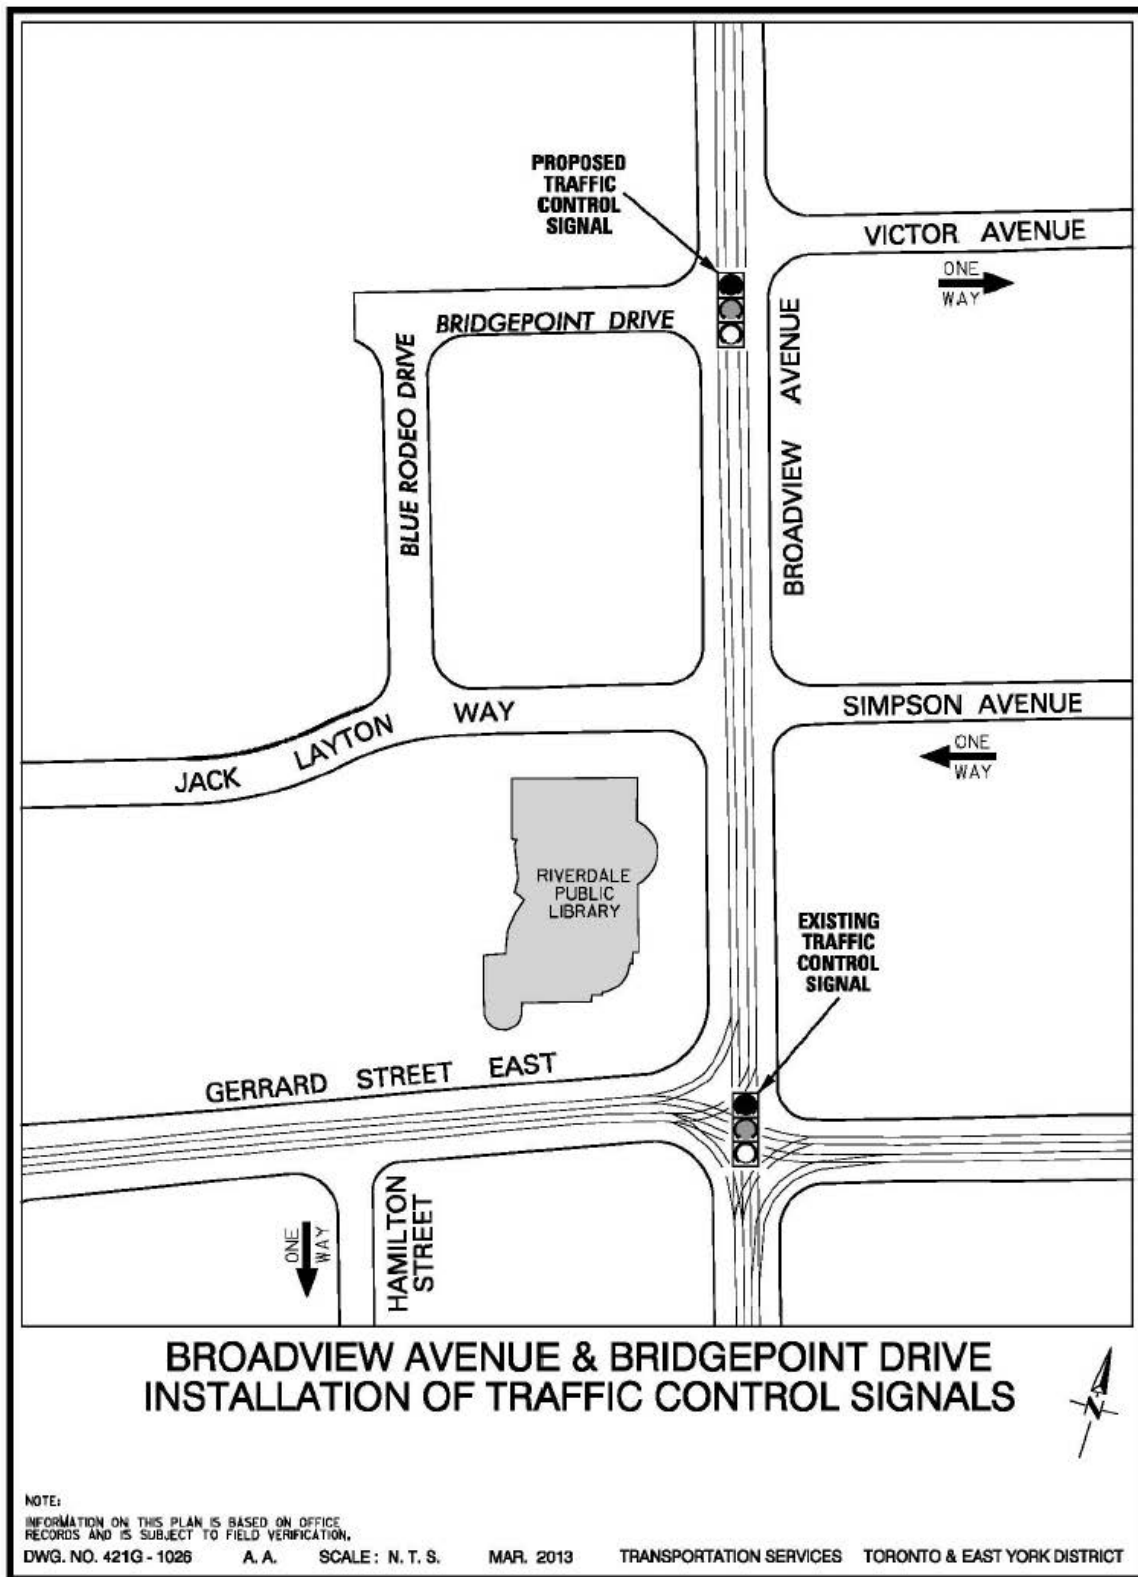 PROPOSED
TRAFFIC
CONTROL
SIGNAL
VICTOR AVENUE
ONE
WAY
BRIDGEPOINT DRIVE
BLUE RODEO DRIVE
BROADVIEW AVENUE
JACK LAYTON WAY
SIMPSON AVENUE
ONE
WAY
RIVERDALE
PUBLIC
LIBRARY
EXISTING
TRAFFIC
CONTROL
SIGNAL
GERRARD STREET EAST
ONE
WAY
HAMILTON
STREET
BROADVIEW AVENUE & BRIDGEPOINT DRIVE
INSTALLATION OF TRAFFIC CONTROL SIGNALS
N
NOTE:
INFORMATION ON THIS PLAN IS BASED ON OFFICE
RECORDS AND IS SUBJECT TO FIELD VERIFICATION.
DWG. NO. 421G - 1026 A. A. SCALE : N. T. S. MAR. 2013 TRANSPORTATION SERVICES TORONTO & EAST YORK DISTRICT